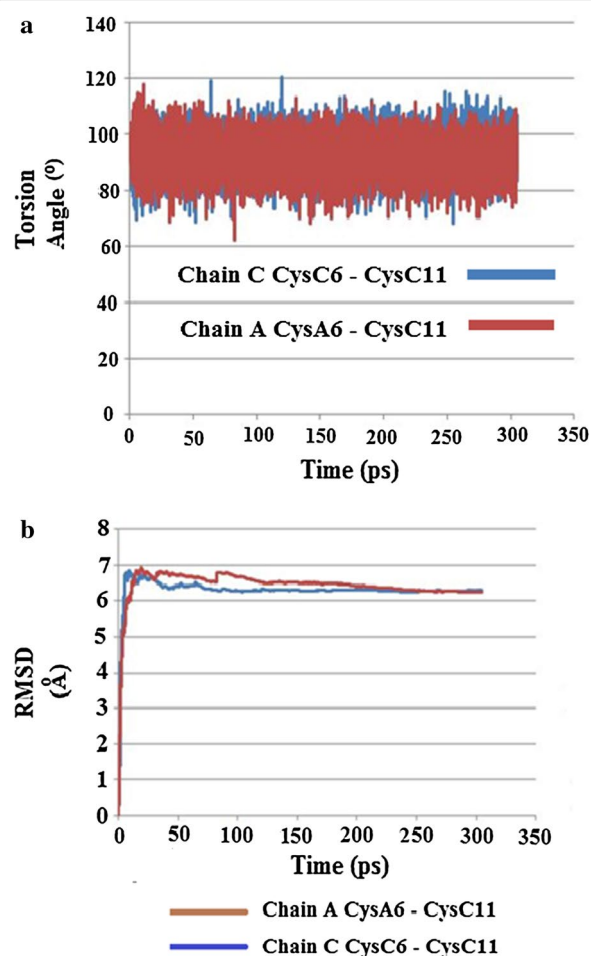 a
140
120
100
80
60
40
20
0
Torsion
Angle (⁰)
Chain C CysC6 - CysC11
Chain A CysA6 - CysC11
0 50 100 150 200 250 300 350
Time (ps)
b
8
7
6
5
4
3
2
1
0
RMSD
(Å)
0 50 100 150 200 250 300 350
Time (ps)
Chain A CysA6 - CysC11
Chain C CysC6 - CysC11